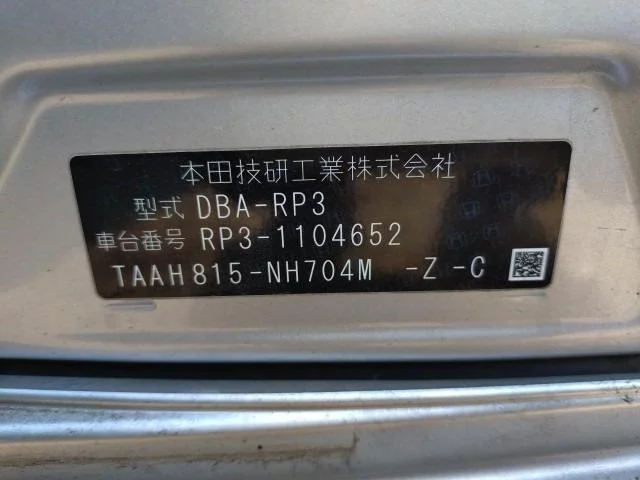 本田技研工業株式会社
型式 DBA-RP3
車台番号 RP3-1104652
TAAH815-NH704M -Z -C